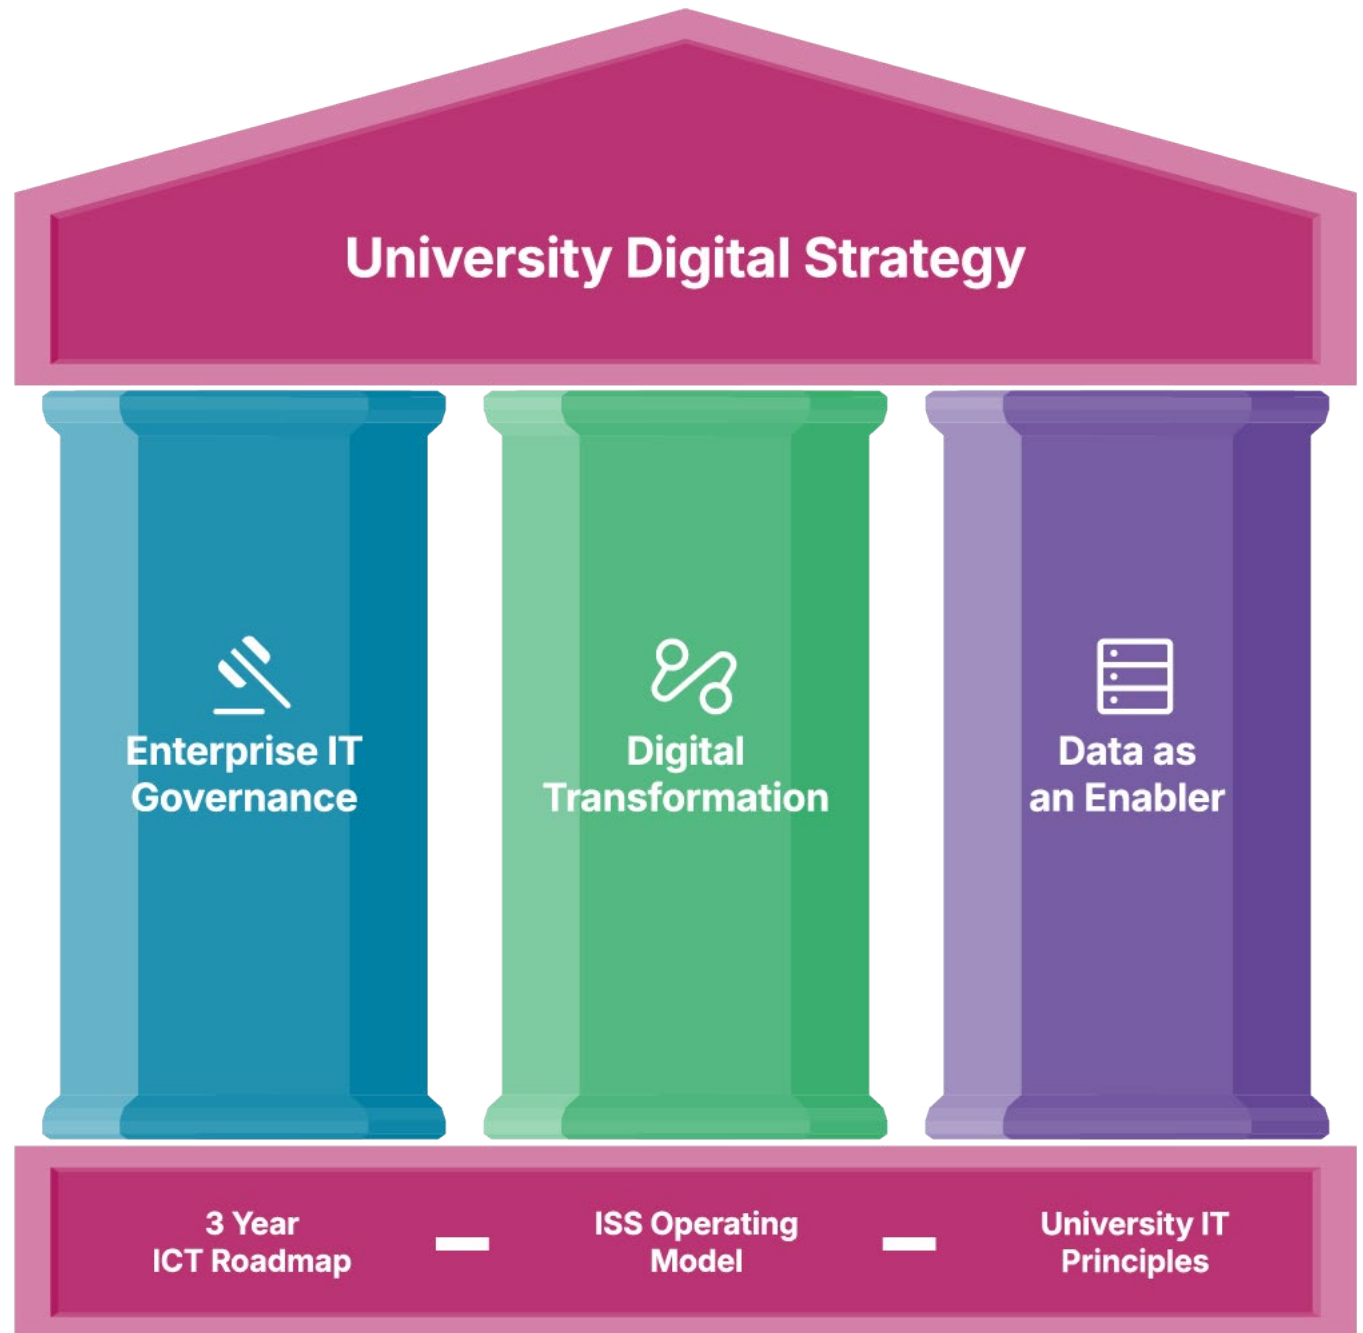 University Digital Strategy
Enterprise IT
Governance
Digital
Transformation
Data as
an Enabler
3 Year
ICT Roadmap
ISS Operating
Model
University IT
Principles